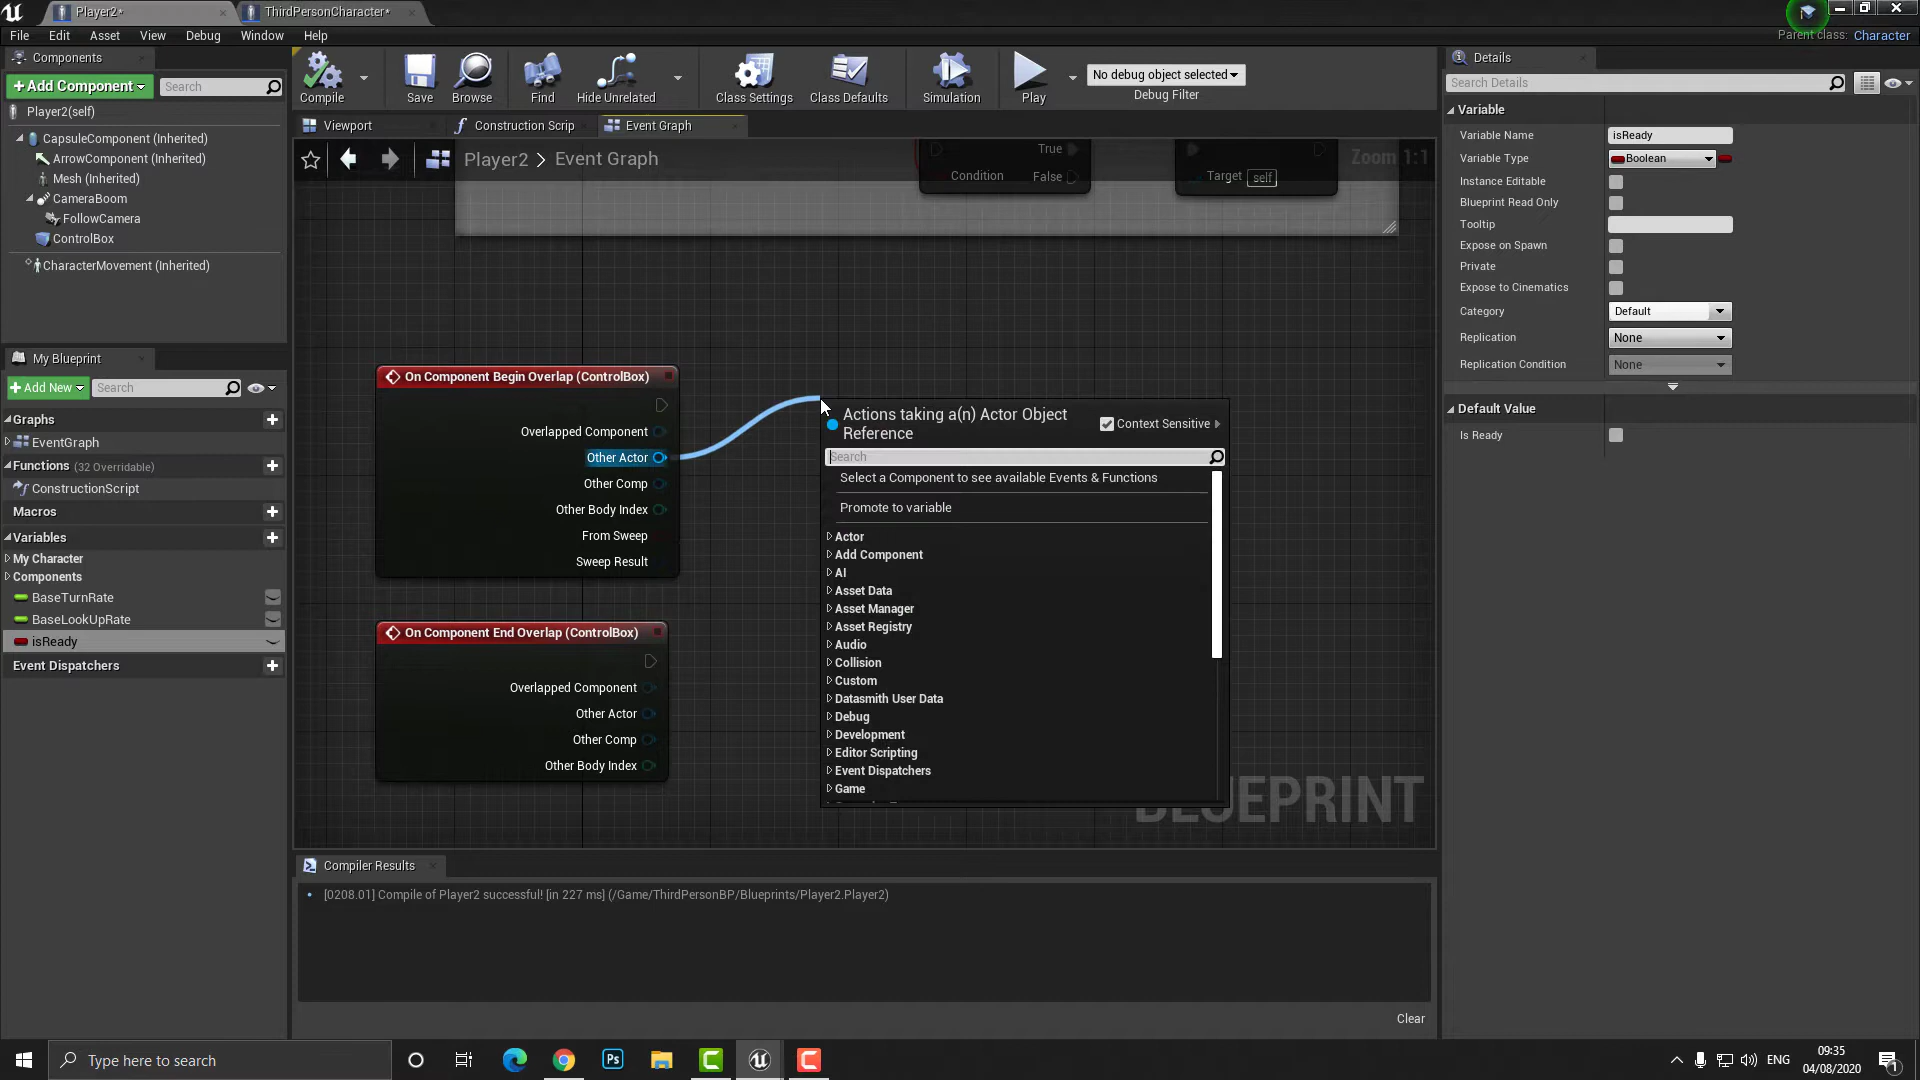 Player2*
ThirdPersonCharacter*
File Edit Asset View Debug Window Help
Parent class: Character
Components
+Add Component
Search
Player2(self)
CapsuleComponent (Inherited)
ArrowComponent (Inherited)
Mesh (Inherited)
CameraBoom
FollowCamera
ControlBox
CharacterMovement (Inherited)
My Blueprint
+Add New
Search
Graphs
EventGraph
Functions (32 Overridable)
ConstructionScript
Macros
Variables
My Character
Components
BaseTurnRate
BaseLookUpRate
isReady
Event Dispatchers
Compile
Save
Browse
Find
Hide Unrelated
Class Settings
Class Defaults
Simulation
Play
No debug object selected
Debug Filter
Viewport
Construction Scrip
Event Graph
Player2 > Event Graph
Zoom 1:1
True
Condition
False
Target
self
On Component Begin Overlap (ControlBox)
Overlapped Component
Other Actor
Other Comp
Other Body Index
From Sweep
Sweep Result
On Component End Overlap (ControlBox)
Overlapped Component
Other Actor
Other Comp
Other Body Index
Actions taking a(n) Actor Object
Reference
Context Sensitive
Search
Select a Component to see available Events & Functions
Promote to variable
Actor
Add Component
AI
Asset Data
Asset Manager
Asset Registry
Audio
Collision
Custom
Datasmith User Data
Debug
Development
Editor Scripting
Event Dispatchers
Game
BLUEPRINT
Compiler Results
[0208.01] Compile of Player2 successful! [in 227 ms] (/Game/ThirdPersonBP/Blueprints/Player2.Player2)
Clear
Details
Search Details
Variable
Variable Name
isReady
Variable Type
Boolean
Instance Editable
Blueprint Read Only
Tooltip
Expose on Spawn
Private
Expose to Cinematics
Category
Default
Replication
None
Replication Condition
None
Default Value
Is Ready
Type here to search
Ps
ENG
09:35
04/08/2020
1